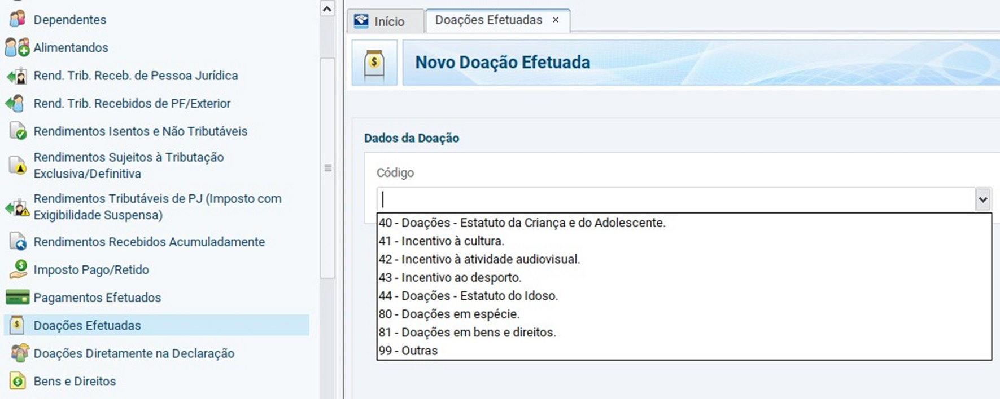 Dependentes
Alimentandos
Rend. Trib. Receb. de Pessoa Jurídica
Rend. Trib. Recebidos de PF/Exterior
Rendimentos Isentos e Não Tributáveis
Rendimentos Sujeitos à Tributação
Exclusiva/Definitiva
Rendimentos Tributáveis de PJ (Imposto com
Exigibilidade Suspensa)
Rendimentos Recebidos Acumuladamente
Imposto Pago/Retido
Pagamentos Efetuados
Doações Efetuadas
Doações Diretamente na Declaração
Bens e Direitos
Início
Doações Efetuadas ×
Novo Doação Efetuada
Dados da Doação
Código
40 - Doações - Estatuto da Criança e do Adolescente.
41 - Incentivo à cultura.
42 - Incentivo à atividade audiovisual.
43 - Incentivo ao desporto.
44 - Doações - Estatuto do Idoso.
80 - Doações em espécie.
81 - Doações em bens e direitos.
99 - Outras